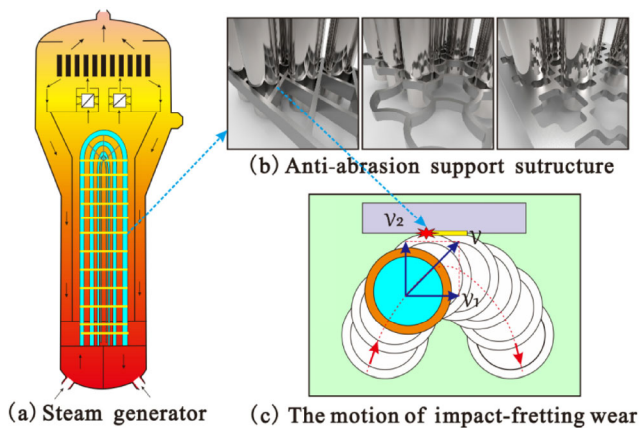 (b) Anti-abrasion support sutructure
V2
V
V1
(a) Steam generator
(c) The motion of impact-fretting wear